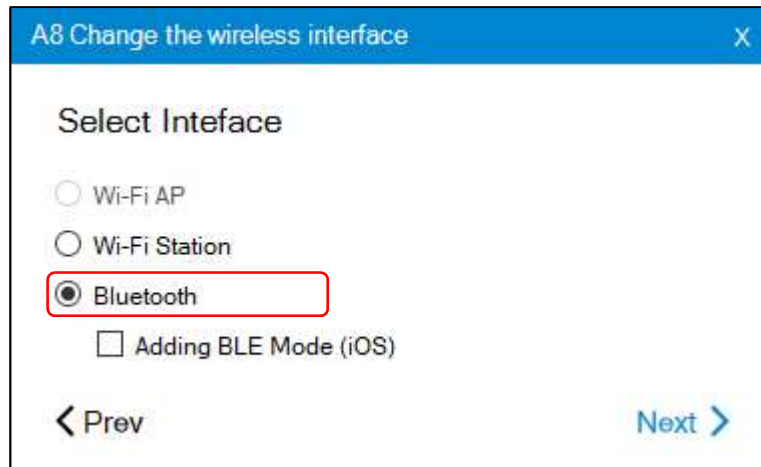 A8 Change the wireless interface X
Select Inteface
Wi-Fi AP
Wi-Fi Station
Bluetooth
Adding BLE Mode (iOS)
Prev Next